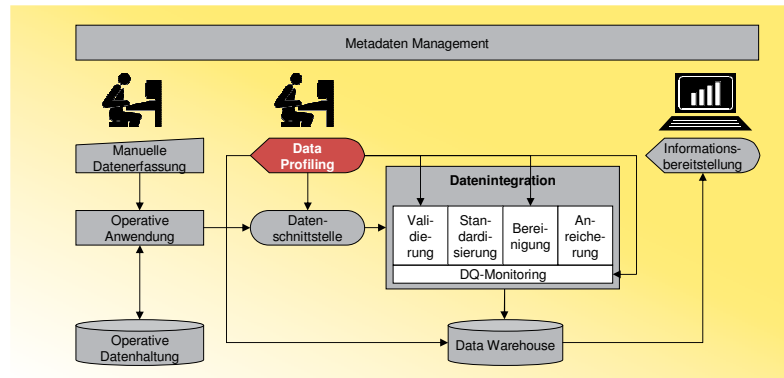 Metadaten Management
Manuelle
Datenerfassung
Data
Profiling
Informations-
bereitstellung
Datenintegration
Operative
Anwendung
Daten-
schnittstelle
Vali-
die-
rung
Stan-
dardi-
sierung
Berei-
nigung
An-
reiche-
rung
DQ-Monitoring
Operative
Datenhaltung
Data Warehouse